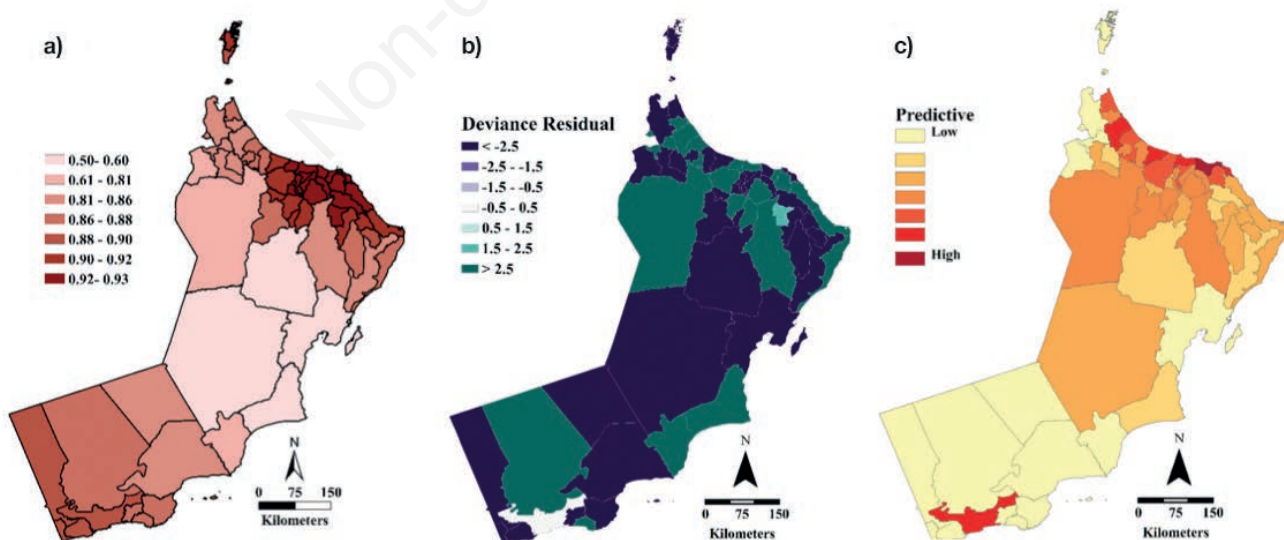 a)
0.50- 0.60
0.61- 0.81
0.81- 0.86
0.86- 0.88
0.88- 0.90
0.90- 0.92
0.92- 0.93
N
0 75 150
Kilometers
Non-
b)
Deviance Residual
< -2.5
-2.5 - -1.5
-1.5 - -0.5
-0.5 - 0.5
0.5 - 1.5
1.5 - 2.5
> 2.5
N
0 75 150
Kilometers
c)
Predictive
Low
High
N
0 75 150
Kilometers